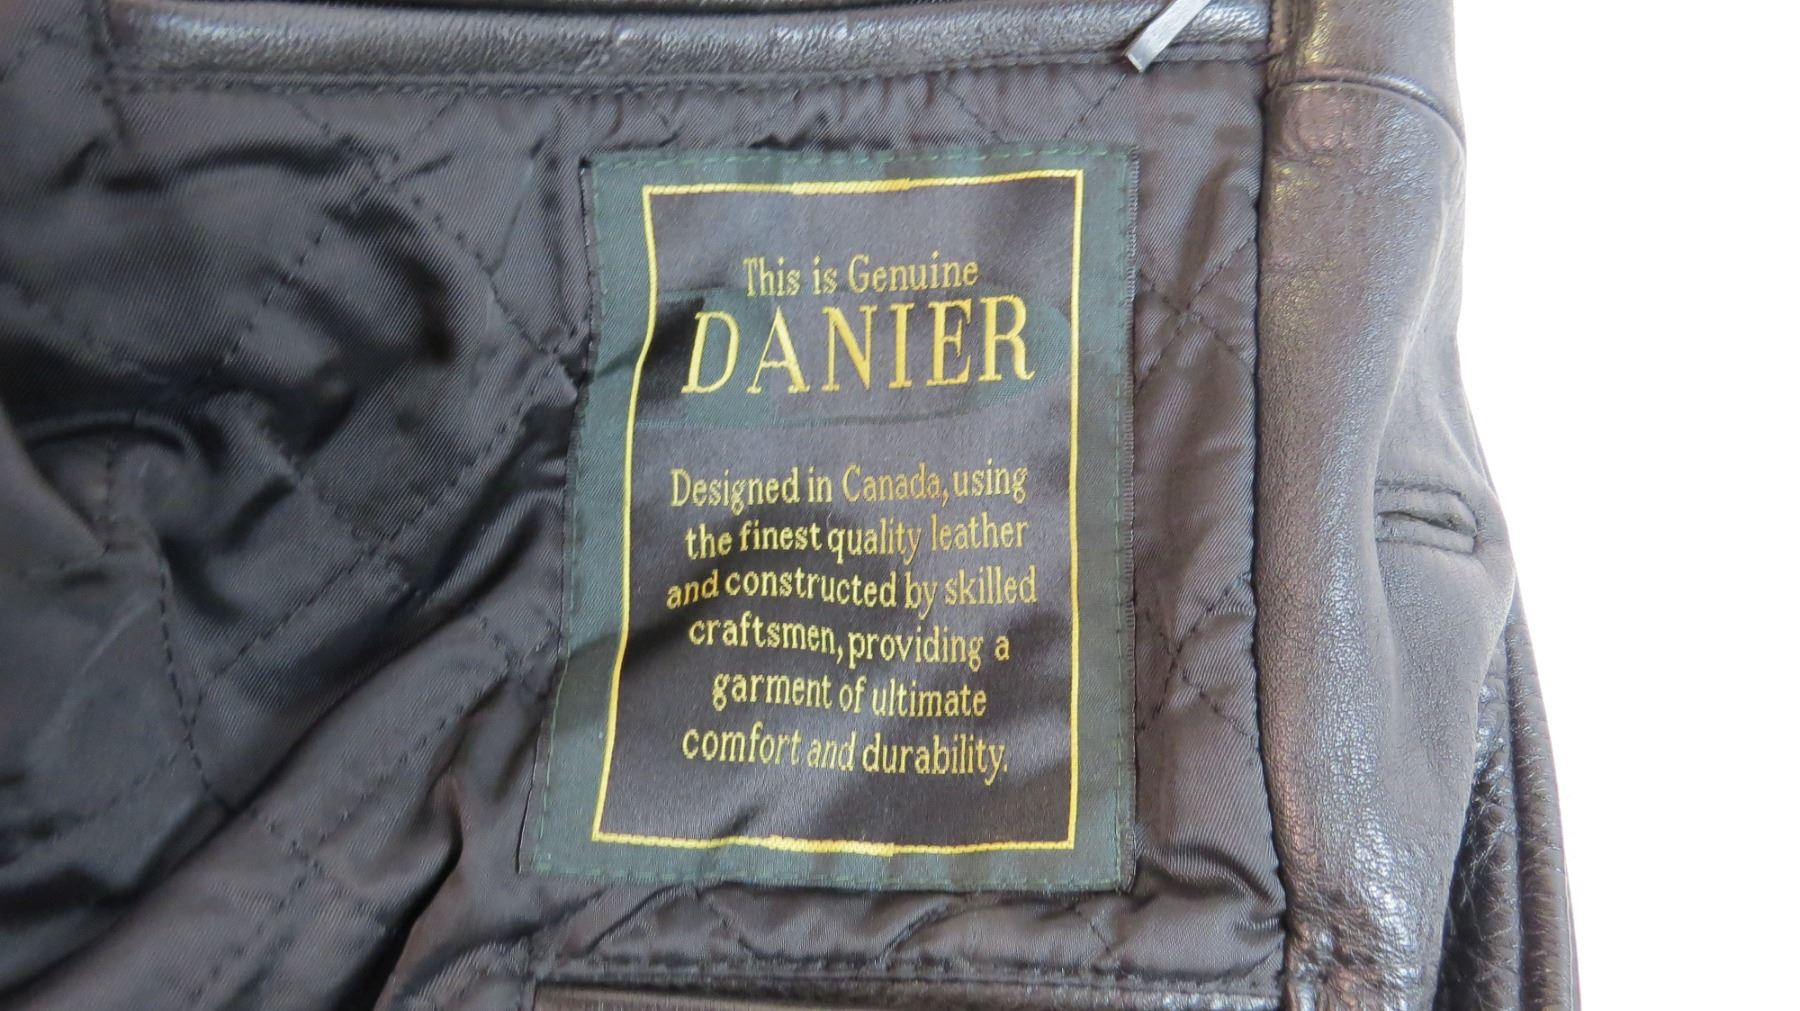 This is Genuine
DANIER
Designed in Canada, using
the finest quality leather
and constructed by skilled
craftsmen, providing a
garment of ultimate
comfort and durability.